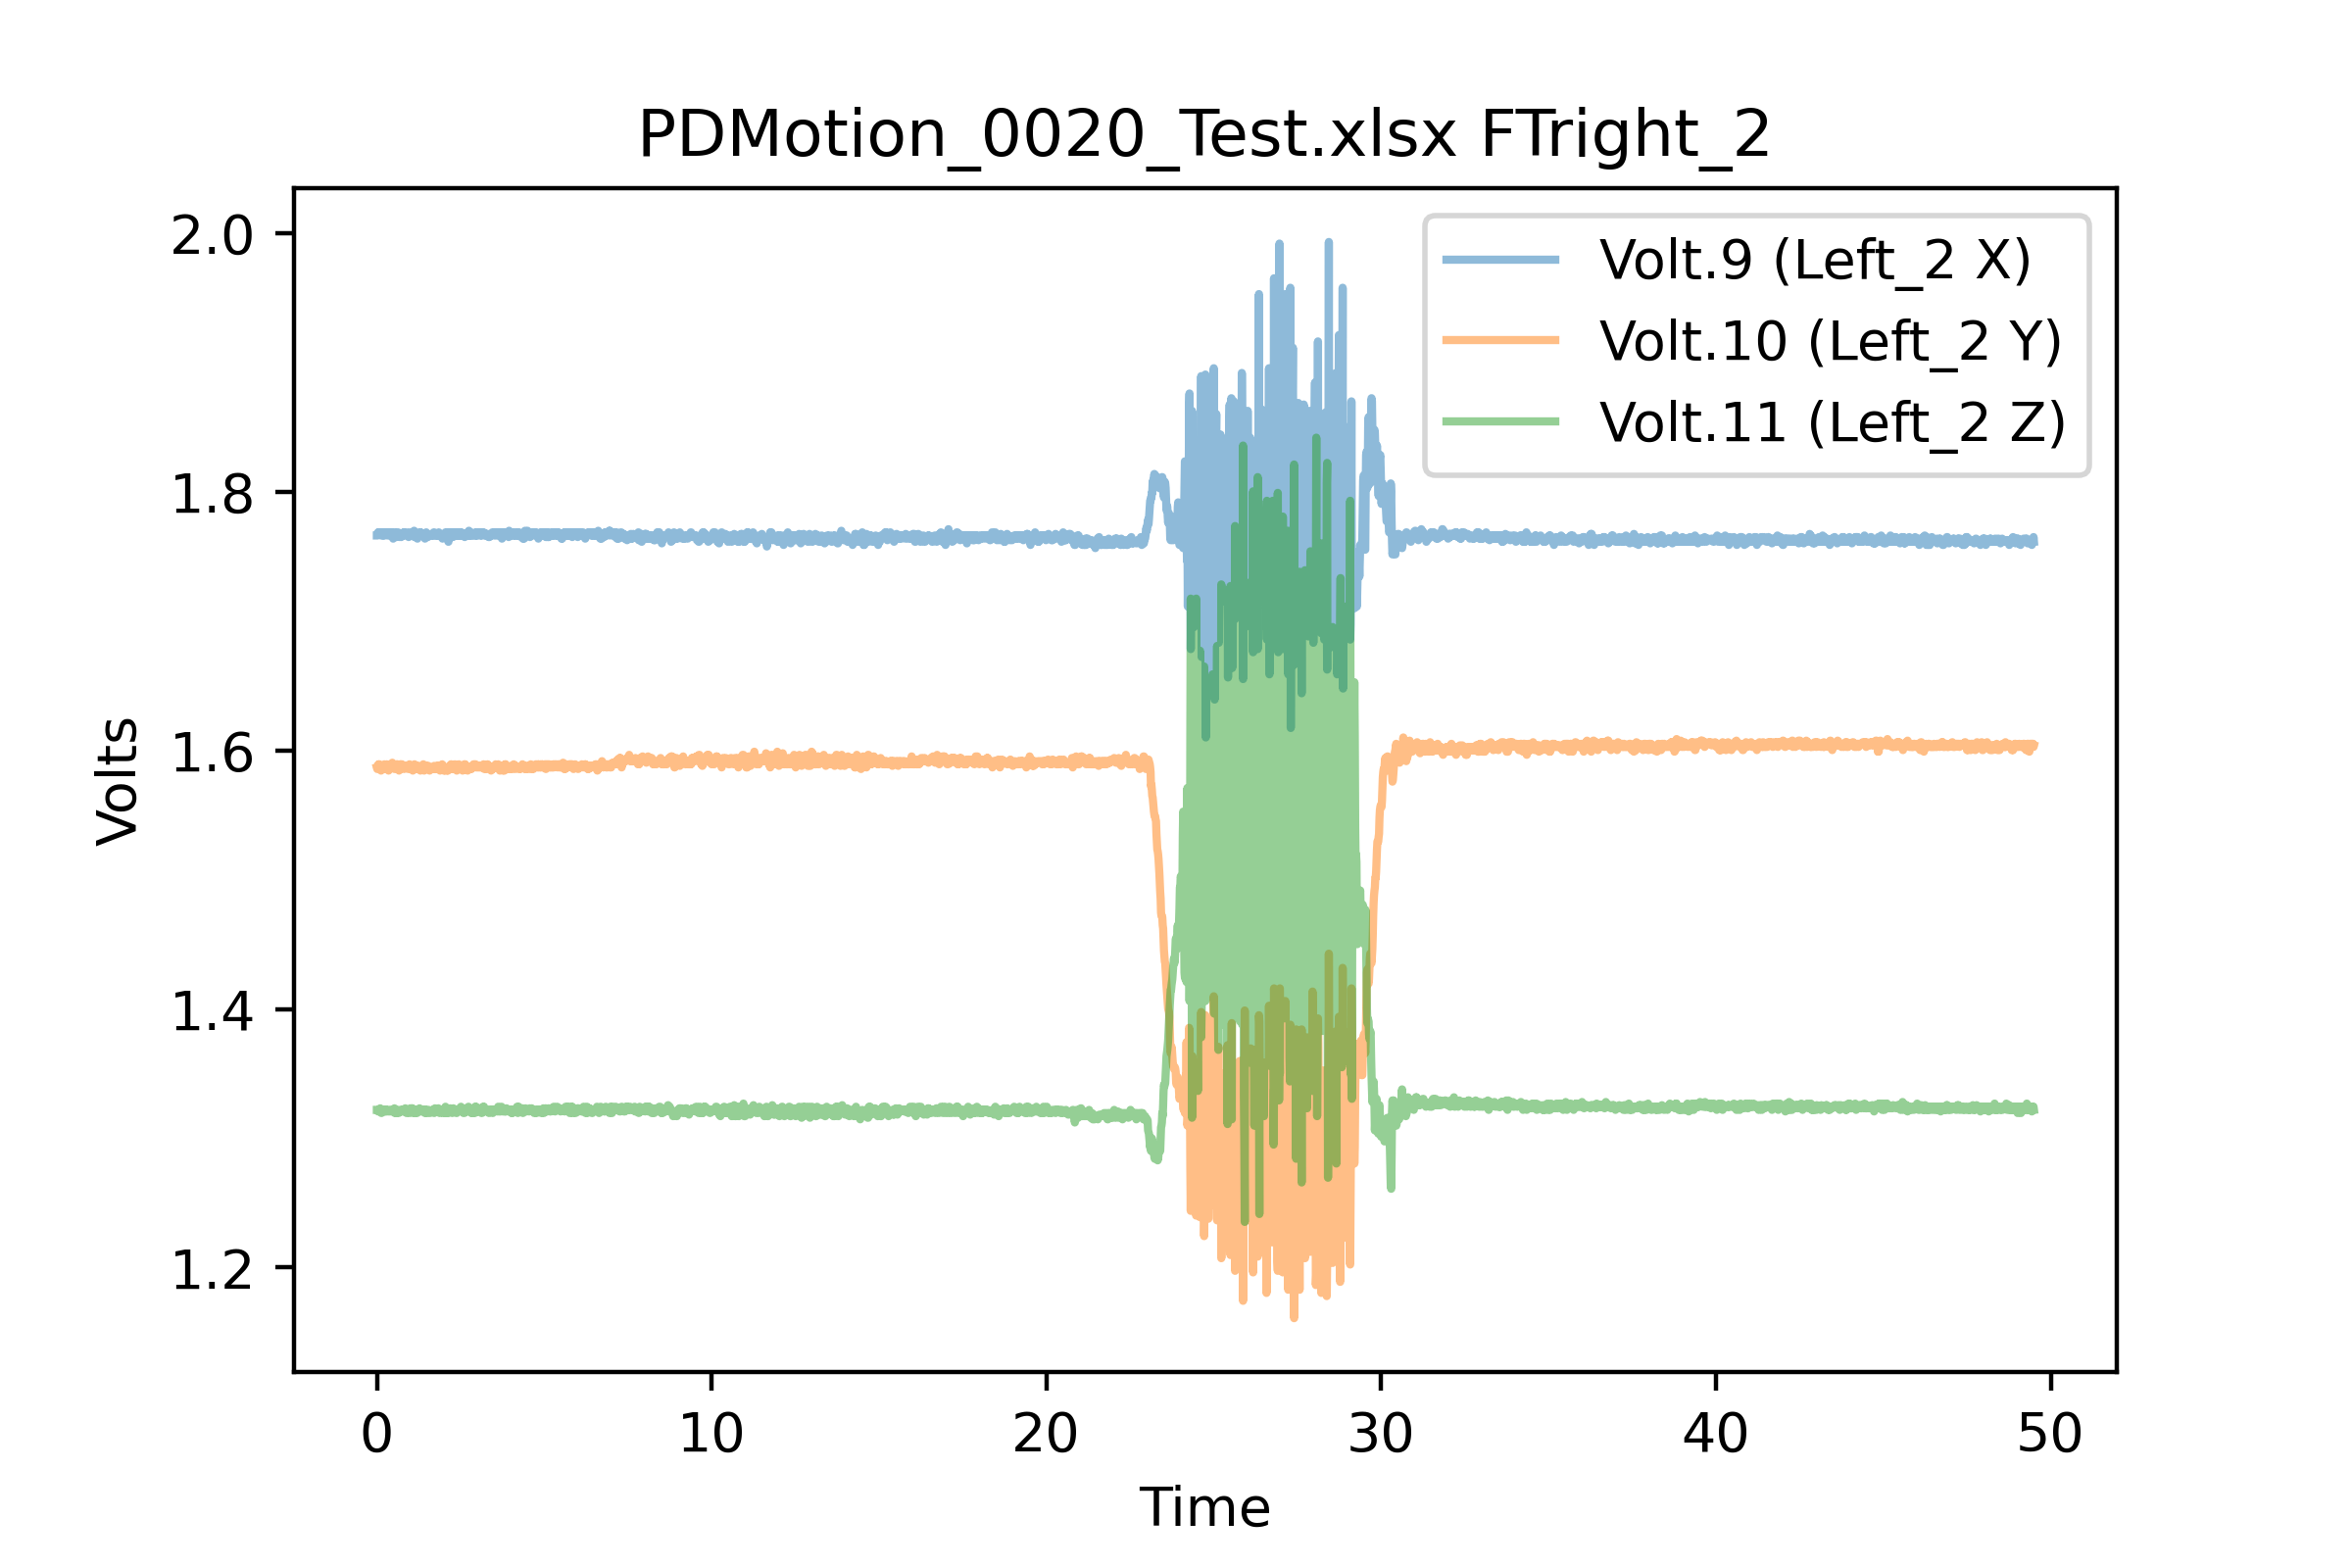 PDMotion_0020_Test.xlsx FTright_2
2.0
1.8
1.6
1.4
1.2
Volts
Volt.9 (Left_2 X)
Volt.10 (Left_2 Y)
Volt.11 (Left_2 Z)
0 10 20 30 40 50
Time